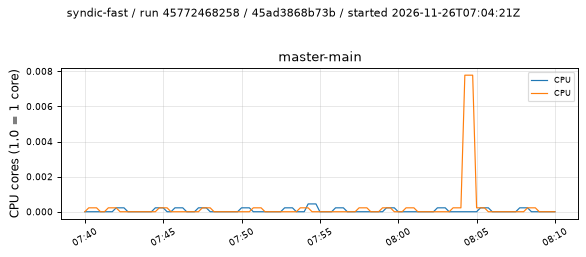 syndic-fast / run 45772468258 / 45ad3868b73b / started 2026-11-26T07:04:21Z
master-main
CPU cores (1.0 = 1 core)
0.008
0.006
0.004
0.002
0.000
CPU
CPU
07:40
07:45
07:50
07:55
08:00
08:05
08:10